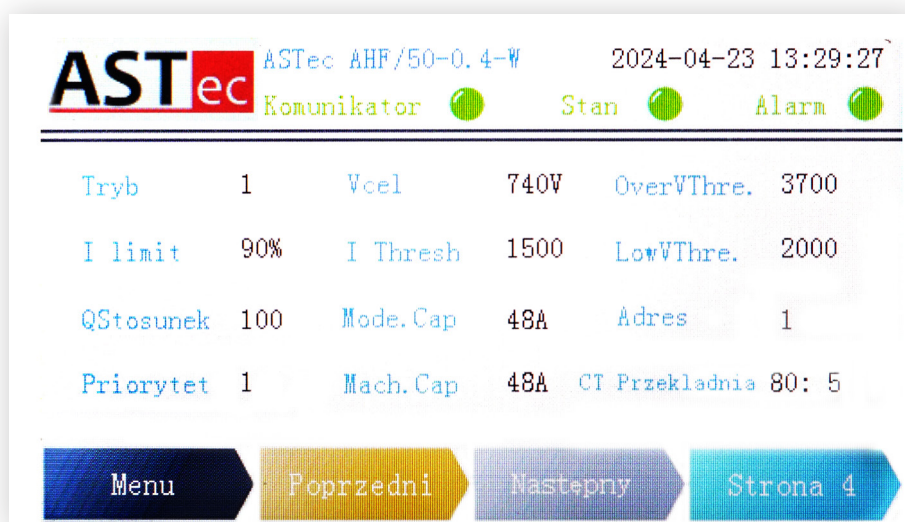 ASTec
ASTec AHF/50-0.4-W 2024-04-23 13:29:27
Komunikator Stan Alarm
Tryb 1 Vcel 740V OverVThre. 3700
I limit 90% I Thresh 1500 LowVThre. 2000
QStosunek 100 Mode.Cap 48A Adres 1
Priorytet 1 Mach.Cap 48A CT Przekladnia 80: 5
Menu Poprzedni Następny Strona 4